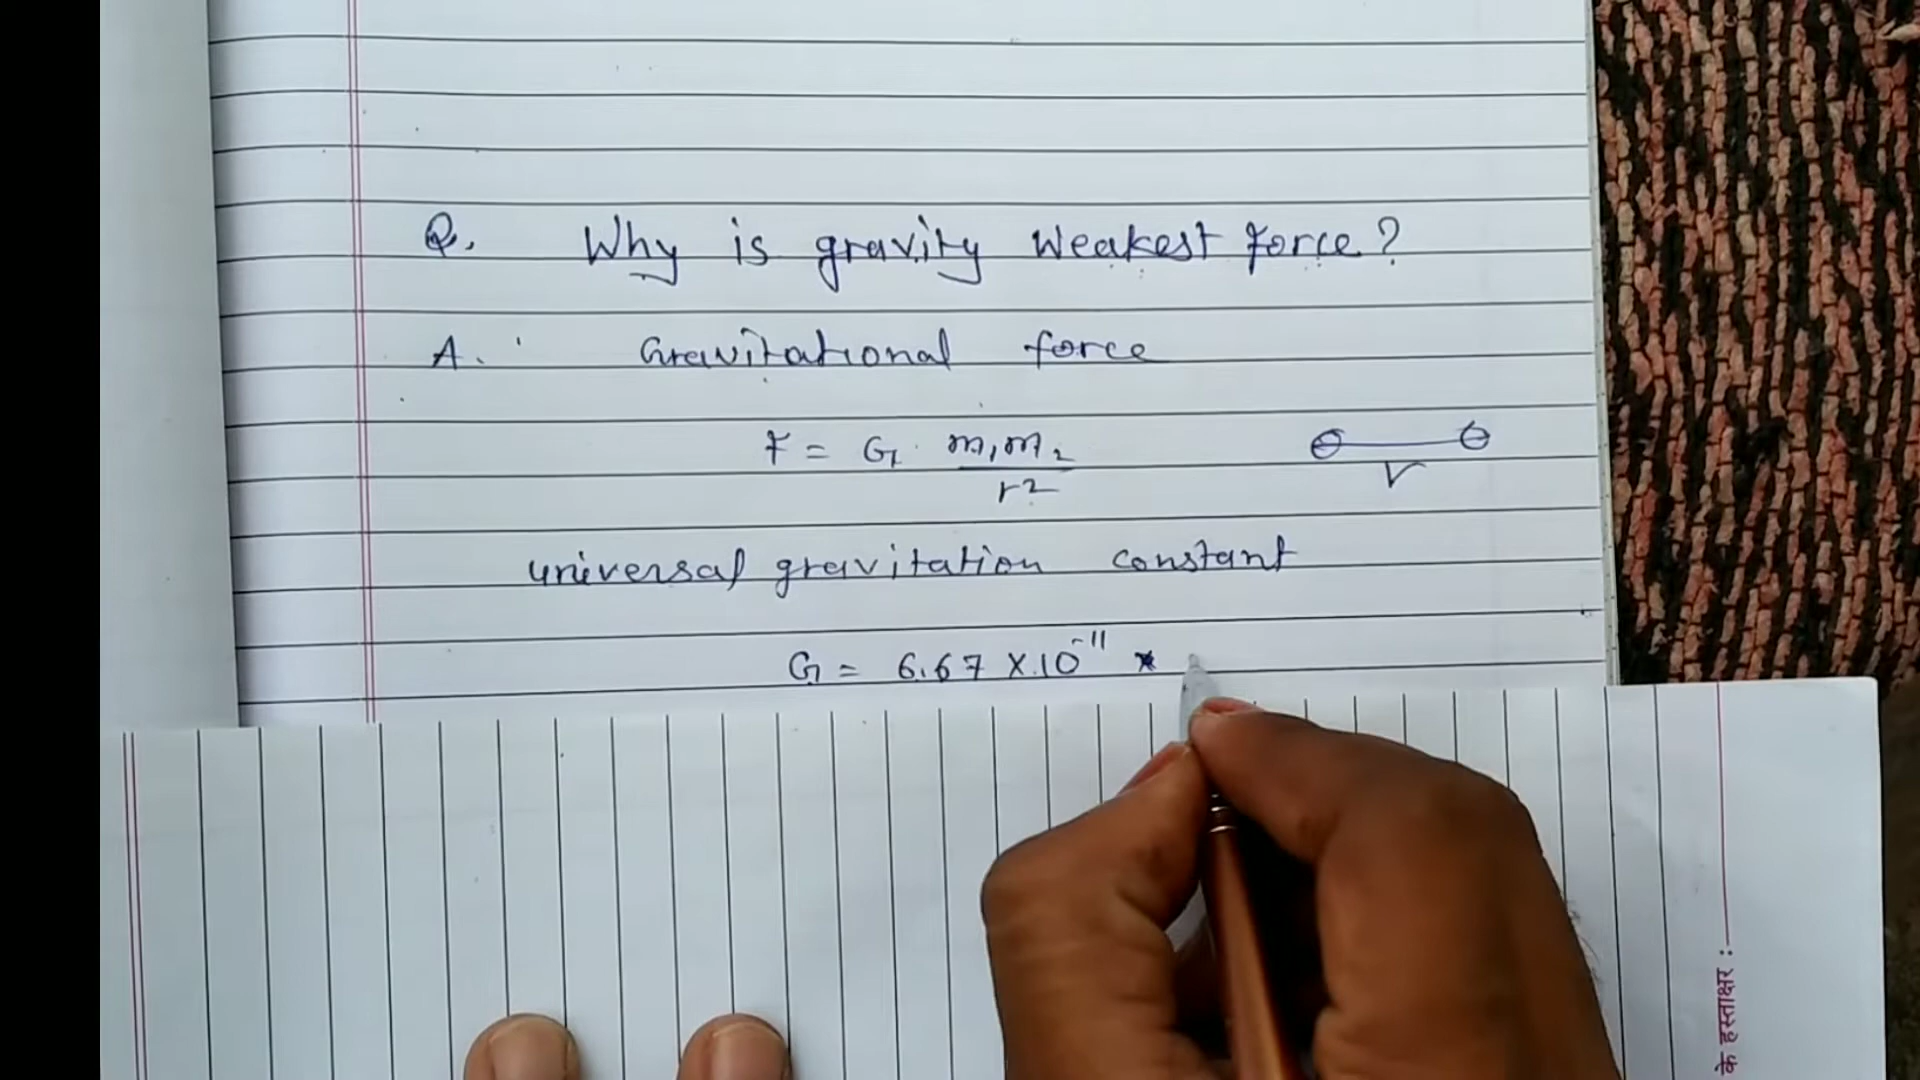 Q. Why is gravity weakest force?
A. Gravitational force
F = G . m₁m₂ / r²
r
universal gravitation constant
G = 6.67 x 10⁻¹¹
के हस्ताक्षर :